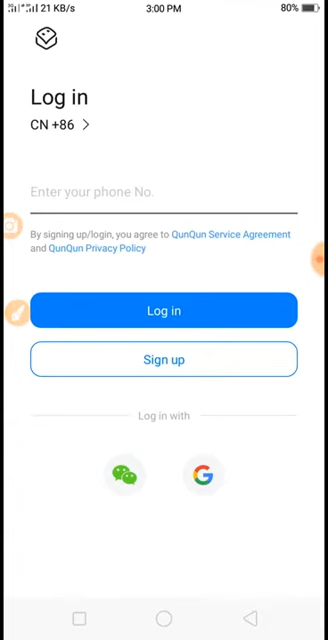 21 KB/s 3:00 PM 80%
Log in
CN +86
Enter your phone No.
By signing up/login, you agree to QunQun Service Agreement
and QunQun Privacy Policy
Log in
Sign up
Log in with